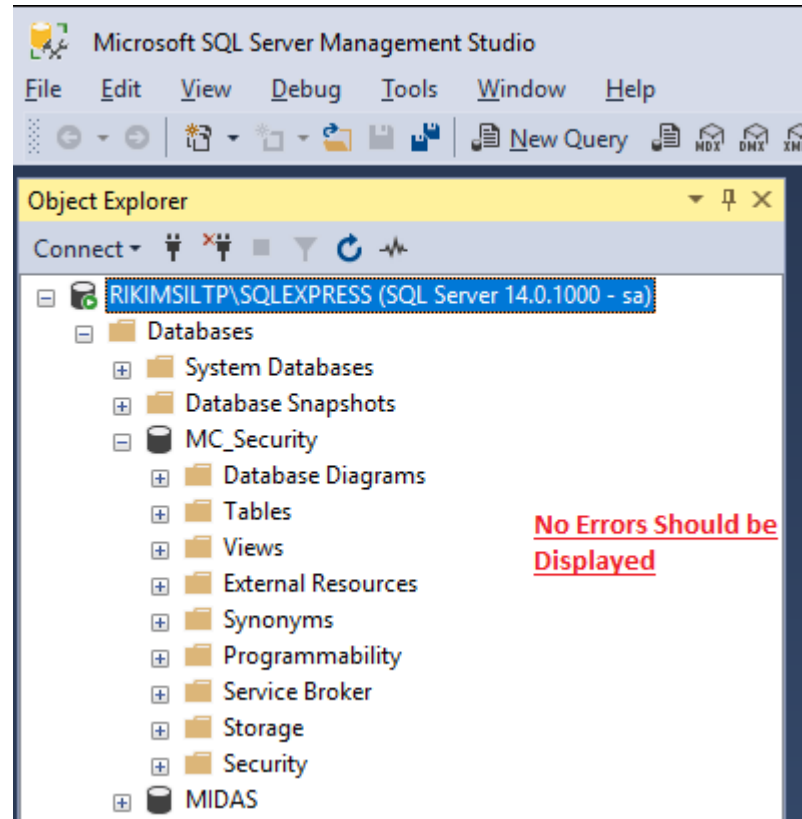 Microsoft SQL Server Management Studio
File Edit View Debug Tools Window Help
New Query MDX DMX
Object Explorer
Connect
RIKIMSILTP\SQLEXPRESS (SQL Server 14.0.1000 - sa)
Databases
System Databases
Database Snapshots
MC_Security
Database Diagrams
Tables
No Errors Should be
Views
Displayed
External Resources
Synonyms
Programmability
Service Broker
Storage
Security
MIDAS